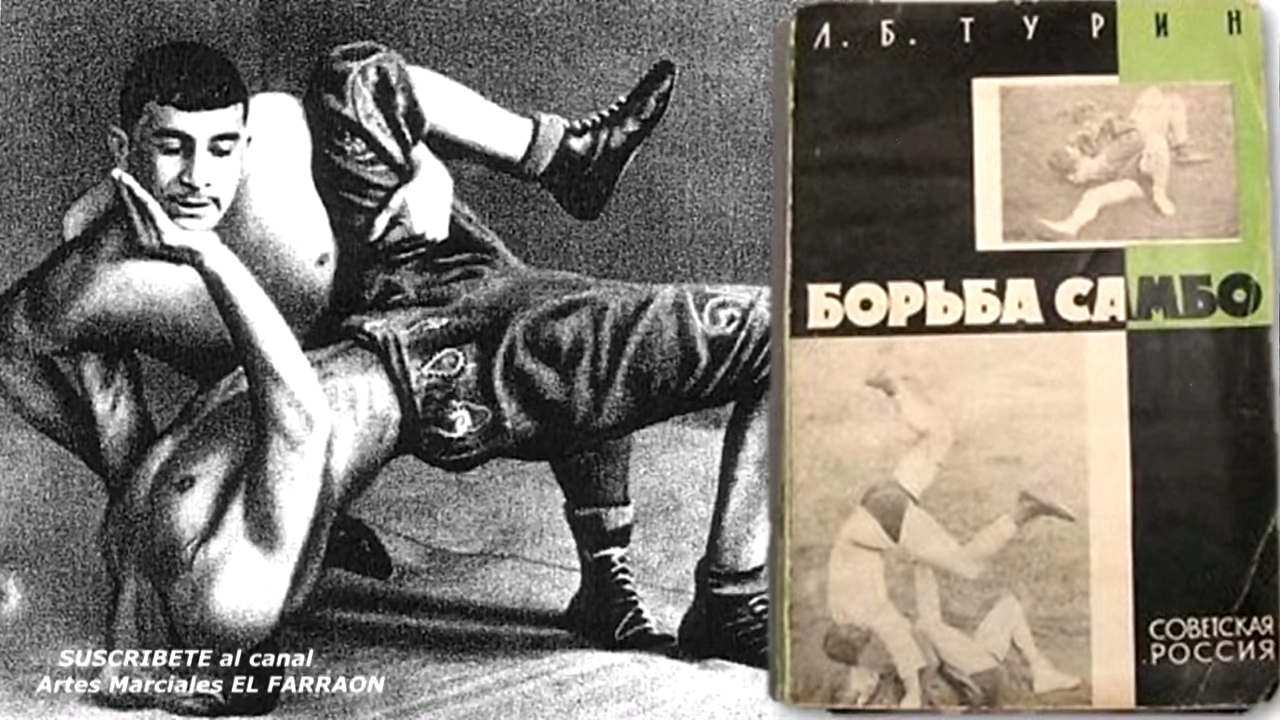 Л. Б. ТУРИН
БОРЬБА САМБО
СОВЕТСКАЯ
РОССИЯ
SUSCRIBETE al canal
Artes Marciales EL FARRAON